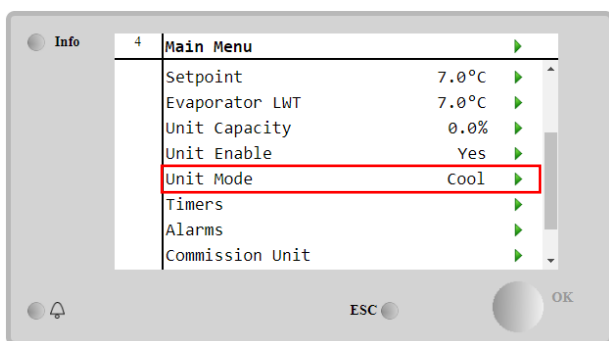 Info
4 Main Menu
Setpoint 7.0°C
Evaporator LWT 7.0°C
Unit Capacity 0.0%
Unit Enable Yes
Unit Mode Cool
Timers
Alarms
Commission Unit
ESC OK